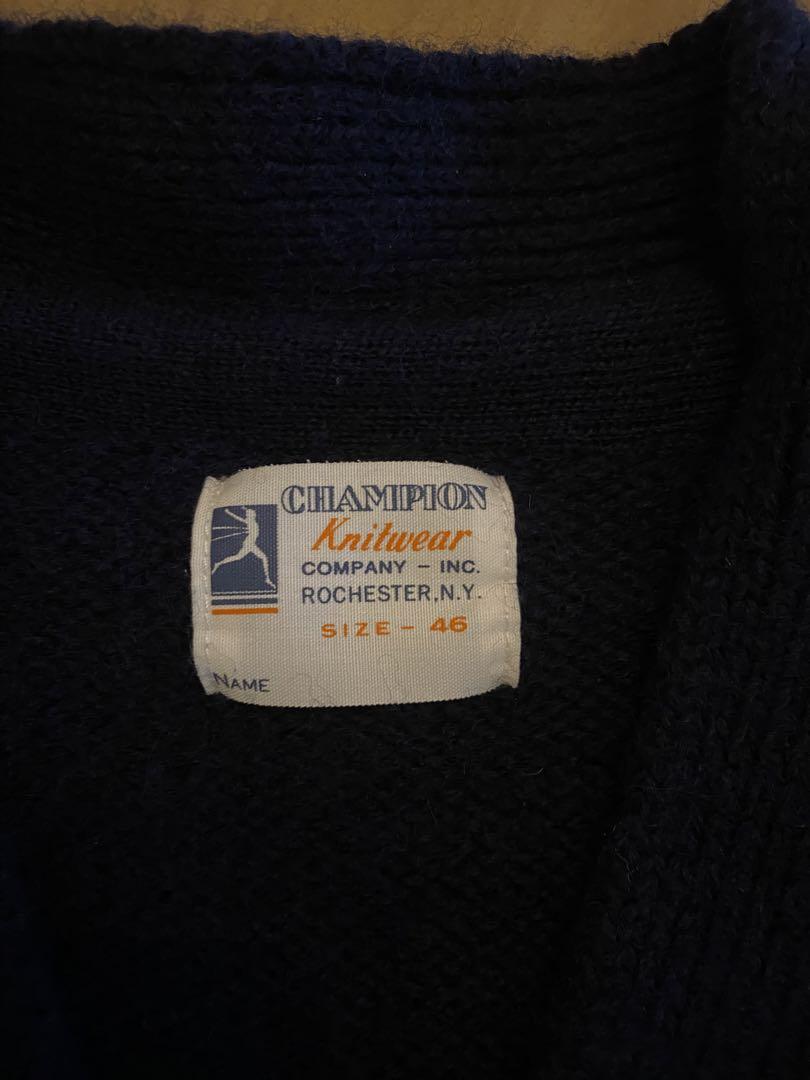 CHAMPION
Knitwear
COMPANY - INC.
ROCHESTER, N.Y.
SIZE - 46
NAME